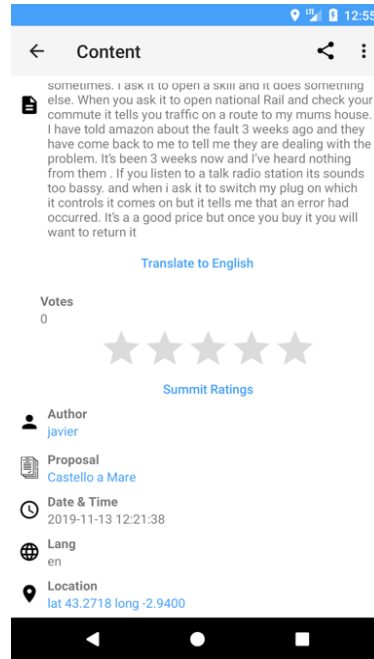 LTE 12:55
Content
sometimes. I ask it to open a skill and it does something
else. When you ask it to open national Rail and check your
commute it tells you traffic on a route to my mums house.
I have told amazon about the fault 3 weeks ago and they
have come back to me to tell me they are dealing with the
problem. It's been 3 weeks now and I've heard nothing
from them . If you listen to a talk radio station its sounds
too bassy. and when i ask it to switch my plug on which
it controls it comes on but it tells me that an error had
occurred. It's a a good price but once you buy it you will
want to return it
Translate to English
Votes
0
Summit Ratings
Author
javier
Proposal
Castello a Mare
Date & Time
2019-11-13 12:21:38
Lang
en
Location
lat 43.2718 long -2.9400